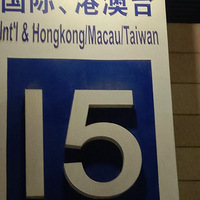 国际、港澳台
Int'l & Hongkong/Macau/Taiwan
15